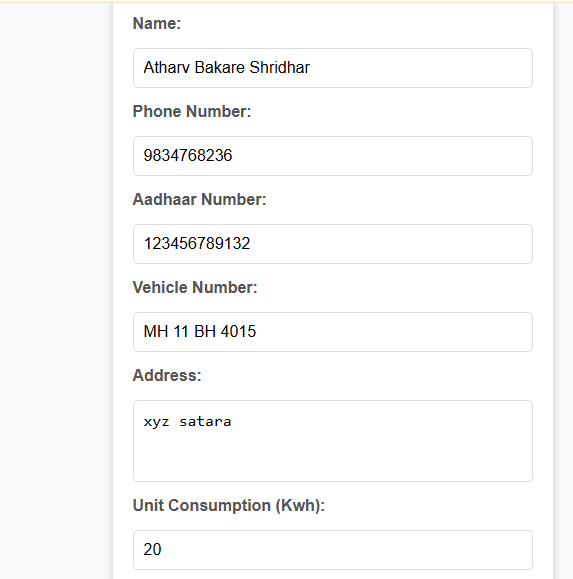 Name:
Atharv Bakare Shridhar
Phone Number:
9834768236
Aadhaar Number:
123456789132
Vehicle Number:
MH 11 BH 4015
Address:
xyz satara
Unit Consumption (Kwh):
20